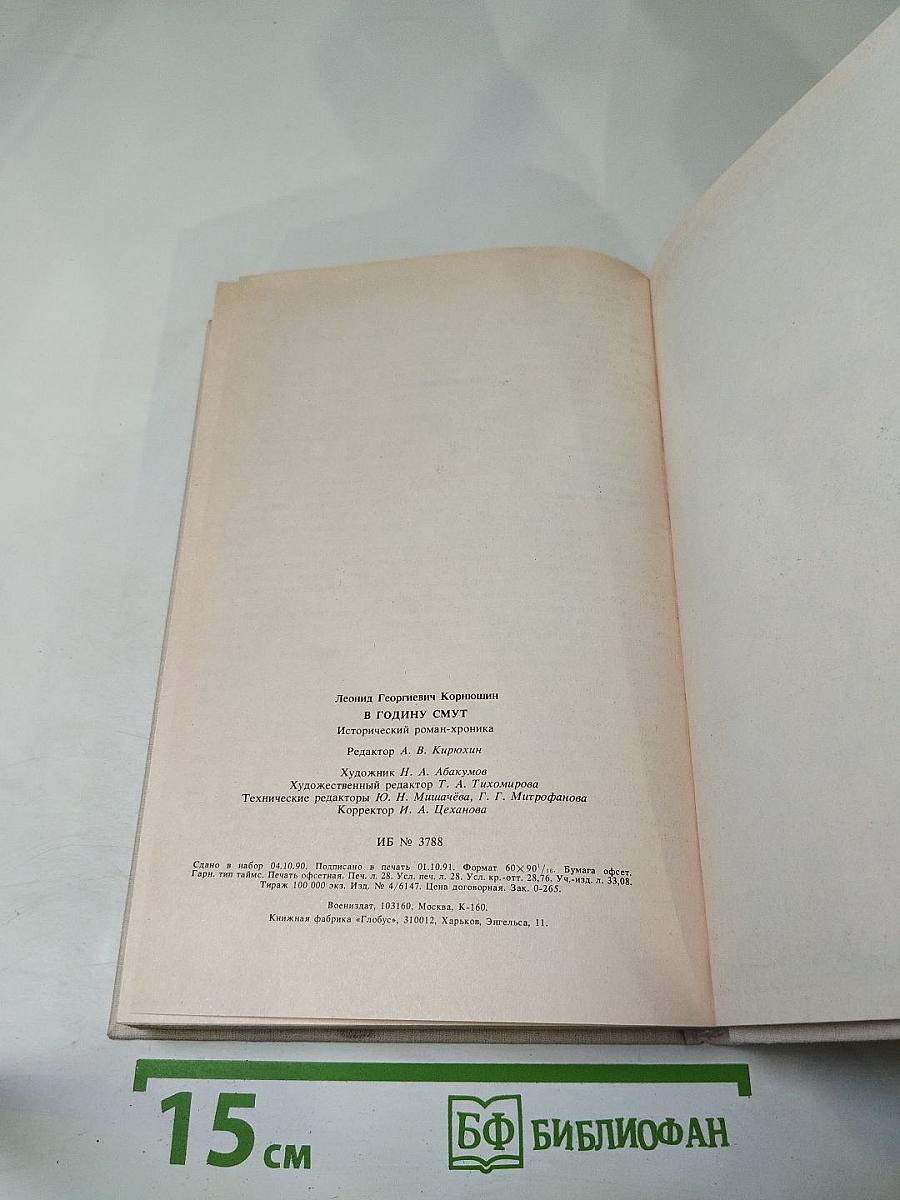 Леонид Георгиевич Корнюшин
В ГОДИНУ СМУТ
Исторический роман-хроника
Редактор А. В. Кирюхин
Художник Н. А. Абакумов
Художественный редактор Т. А. Тихомирова
Технические редакторы Ю. Н. Мишачёва, Г. Г. Митрофанова
Корректор И. А. Цеханова
ИБ № 3788
Сдано в набор 04.10.90. Подписано в печать 01.10.91. Формат 60×90 1/16. Бумага офсет.
Гарн. тип таймс. Печать офсетная. Печ. л. 28. Усл. печ. л. 28. Усл. кр.-отт. 28,76. Уч.-изд. л. 33,08.
Тираж 100 000 экз. Изд. № 4/6147. Цена договорная. Зак. 0-265.
Воениздат, 103160, Москва, К-160.
Книжная фабрика «Глобус», 310012, Харьков, Энгельса, 11.
15 см
БФ БИБЛИОФАН